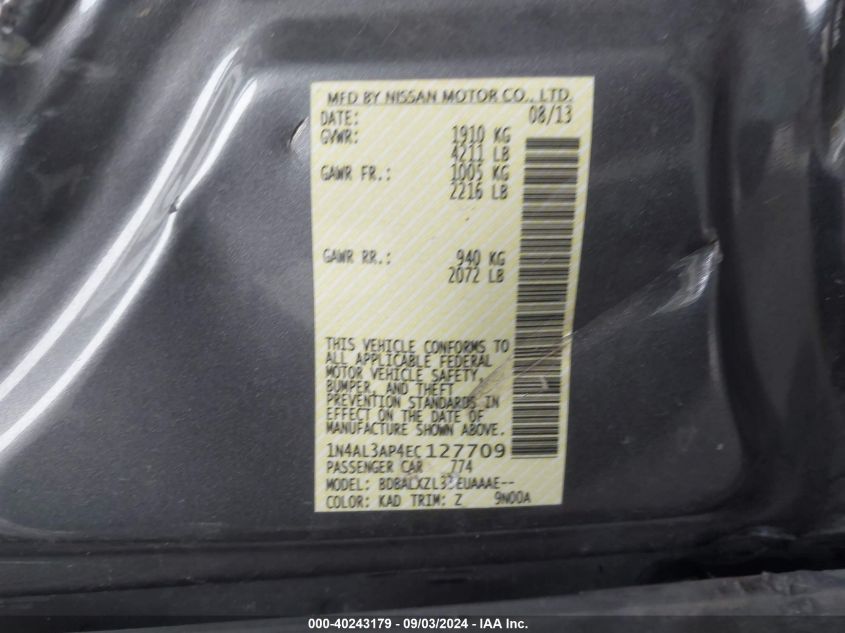 MFD BY NISSAN MOTOR CO., LTD.
DATE: 08/13
GVWR: 1910 KG
4211 LB
GAWR FR.: 1005 KG
2216 LB
GAWR RR.: 940 KG
2072 LB
THIS VEHICLE CONFORMS TO
ALL APPLICABLE FEDERAL
MOTOR VEHICLE SAFETY,
BUMPER, AND THEFT
PREVENTION STANDARDS IN
EFFECT ON THE DATE OF
MANUFACTURE SHOWN ABOVE.
1N4AL3AP4EC127709
PASSENGER CAR 774
MODEL:
COLOR: KAD TRIM: Z 9N00A
000-40243179 - 09/03/2024 - IAA Inc.